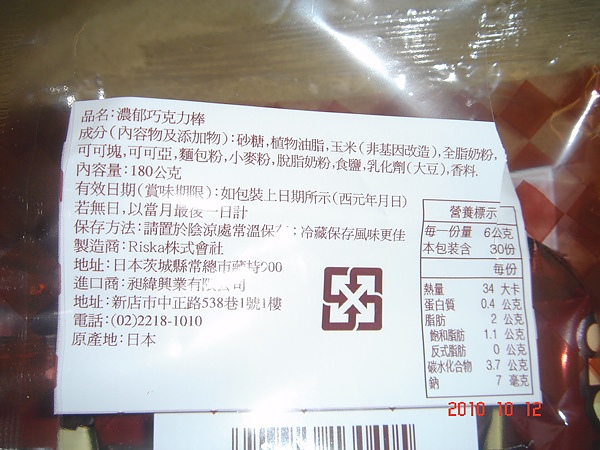 品名:濃郁巧克力棒
成分(內容物及添加物):砂糖,植物油脂,玉米(非基因改造),全脂奶粉,
可可塊,可可亞,麵包粉,小麥粉,脫脂奶粉,食鹽,乳化劑(大豆),香料.
內容量:180公克
有效日期(賞味期限):如包裝上日期所示(西元年月日)
若無日,以當月最後一日計
保存方法:請置於陰涼處常溫保存;冷藏保存風味更佳
製造商:Riska株式會社
地址:日本茨城縣常總市 900
進口商:昶緯興業有限公司
地址:新店市中正路538巷1號1樓
電話:(02)2218-1010
原產地:日本
營養標示
每一份量 6公克
本包裝含 30份
每份
熱量 34 大卡
蛋白質 0.4 公克
脂肪 2 公克
飽和脂肪 1.1 公克
反式脂肪 0 公克
碳水化合物 3.7 公克
鈉 7 毫克
2010 10 12